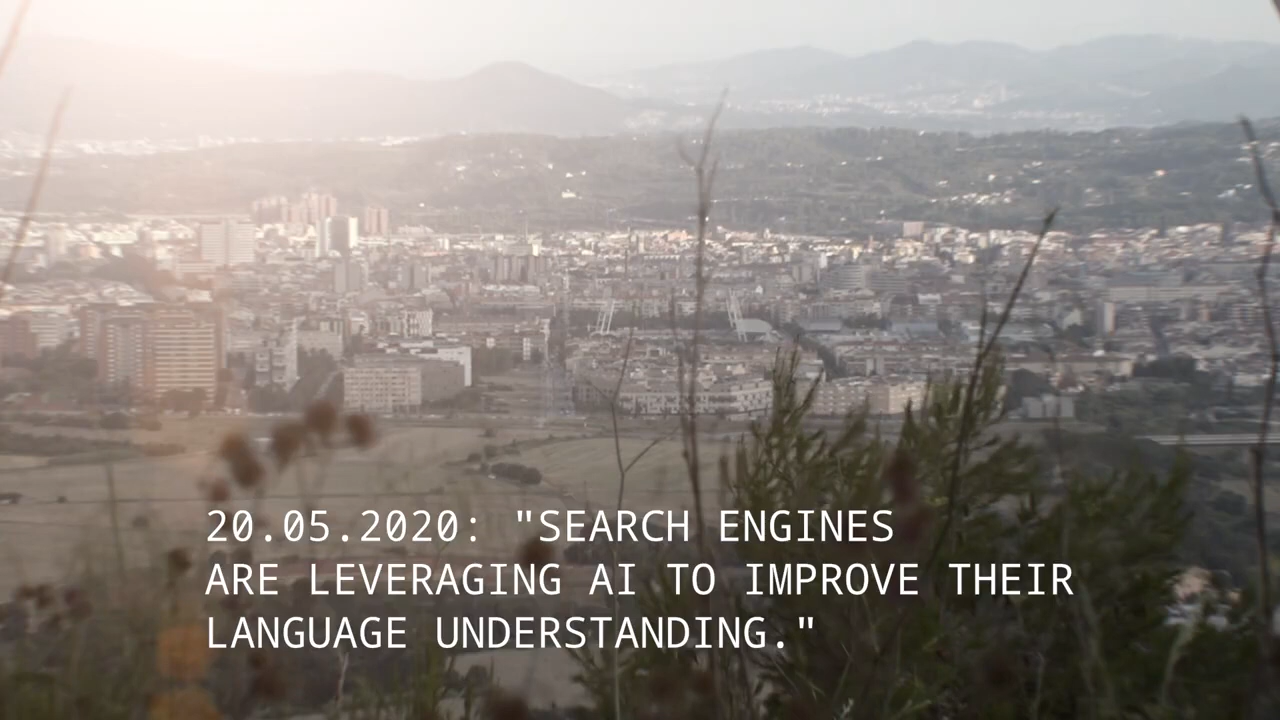 20.05.2020: "SEARCH ENGINES
ARE LEVERAGING AI TO IMPROVE THEIR
LANGUAGE UNDERSTANDING."